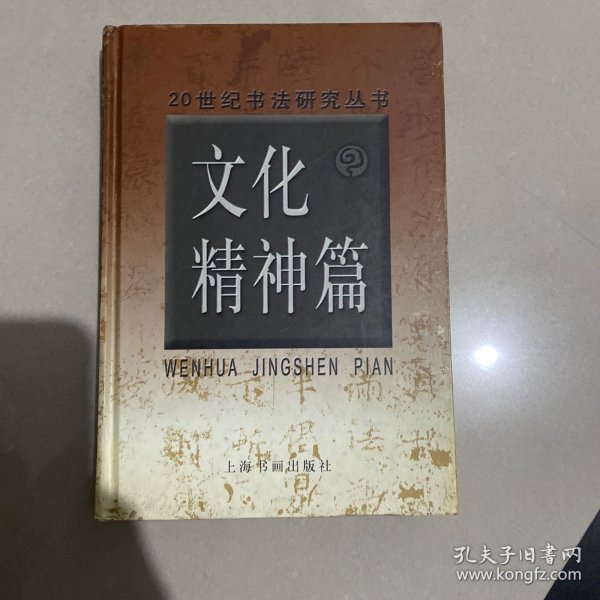 20世纪书法研究丛书
文化
精神篇
WENHUA JINGSHEN PIAN
上海书画出版社
孔夫子旧书网
www.kongfz.com